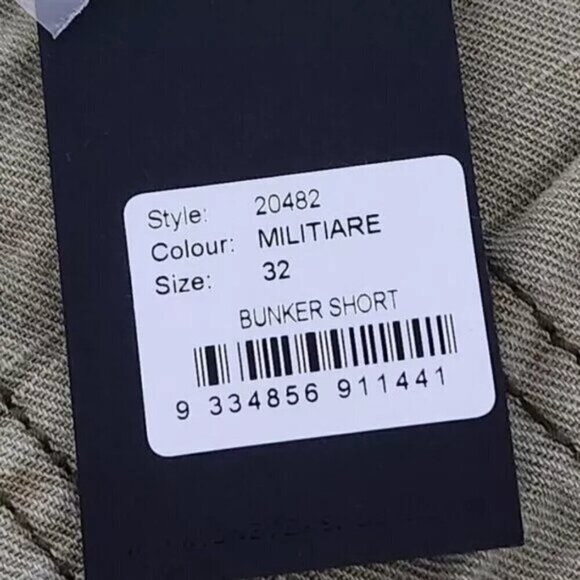 Style: 20482
Colour: MILITIARE
Size: 32
BUNKER SHORT
9 334856 911441